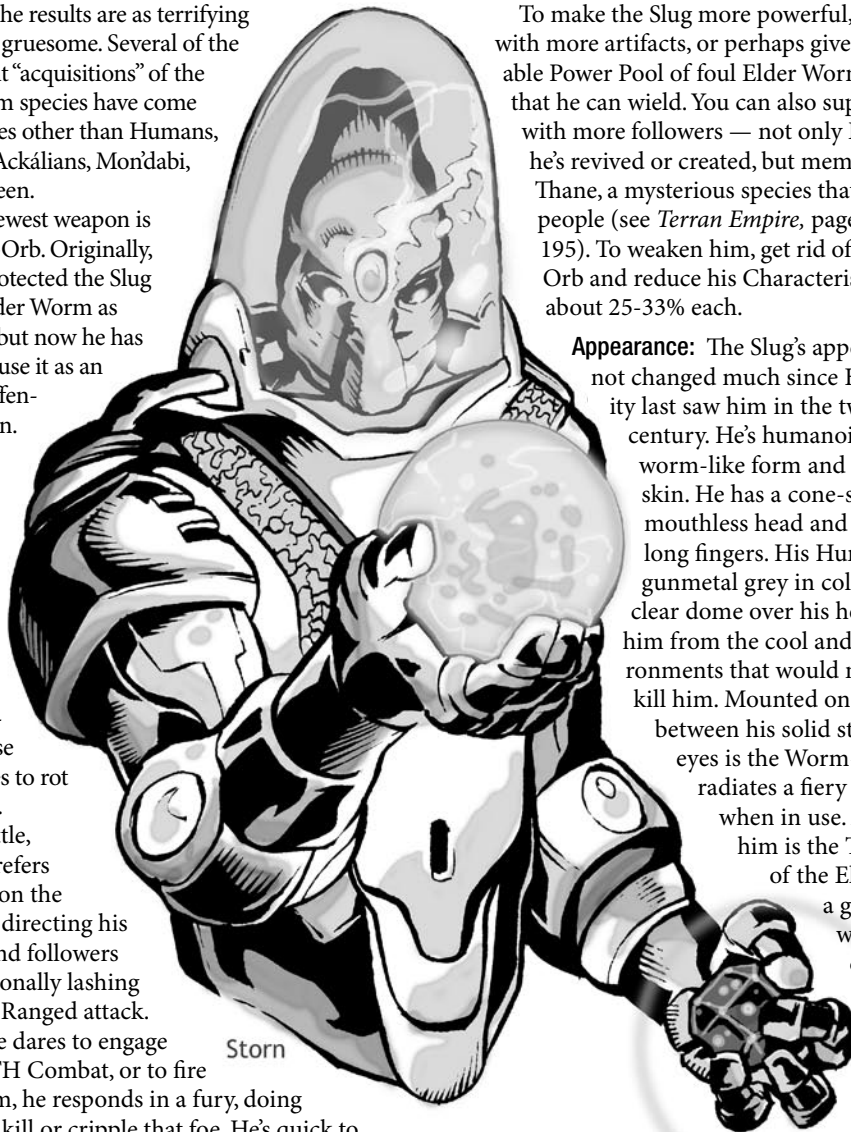 he results are as terrifying
gruesome. Several of the
t “acquisitions” of the
m species have come
es other than Humans,
Ackálians, Mon’dabi,
een.
ewest weapon is
Orb. Originally,
otected the Slug
der Worm as
but now he has
use it as an
ffen-
n.
se
es to rot
tle,
refers
on the
directing his
nd followers
onally lashing
Ranged attack.
e dares to engage
TH Combat, or to fire
m, he responds in a fury, doing
kill or cripple that foe. He’s quick to
Storn
To make the Slug more powerful,
with more artifacts, or perhaps give
able Power Pool of foul Elder Worm
that he can wield. You can also sup
with more followers — not only
he’s revived or created, but mem
Thane, a mysterious species that
people (see Terran Empire, page
195). To weaken him, get rid of
Orb and reduce his Characteris
about 25-33% each.
Appearance: The Slug’s appe
not changed much since
ity last saw him in the tw
century. He’s humanoi
worm-like form and
skin. He has a cone-s
mouthless head and
long fingers. His Hu
gunmetal grey in col
clear dome over his he
him from the cool and
ronments that would
kill him. Mounted on
between his solid st
eyes is the Worm
radiates a fiery
when in use.
him is the T
of the El
a g
w